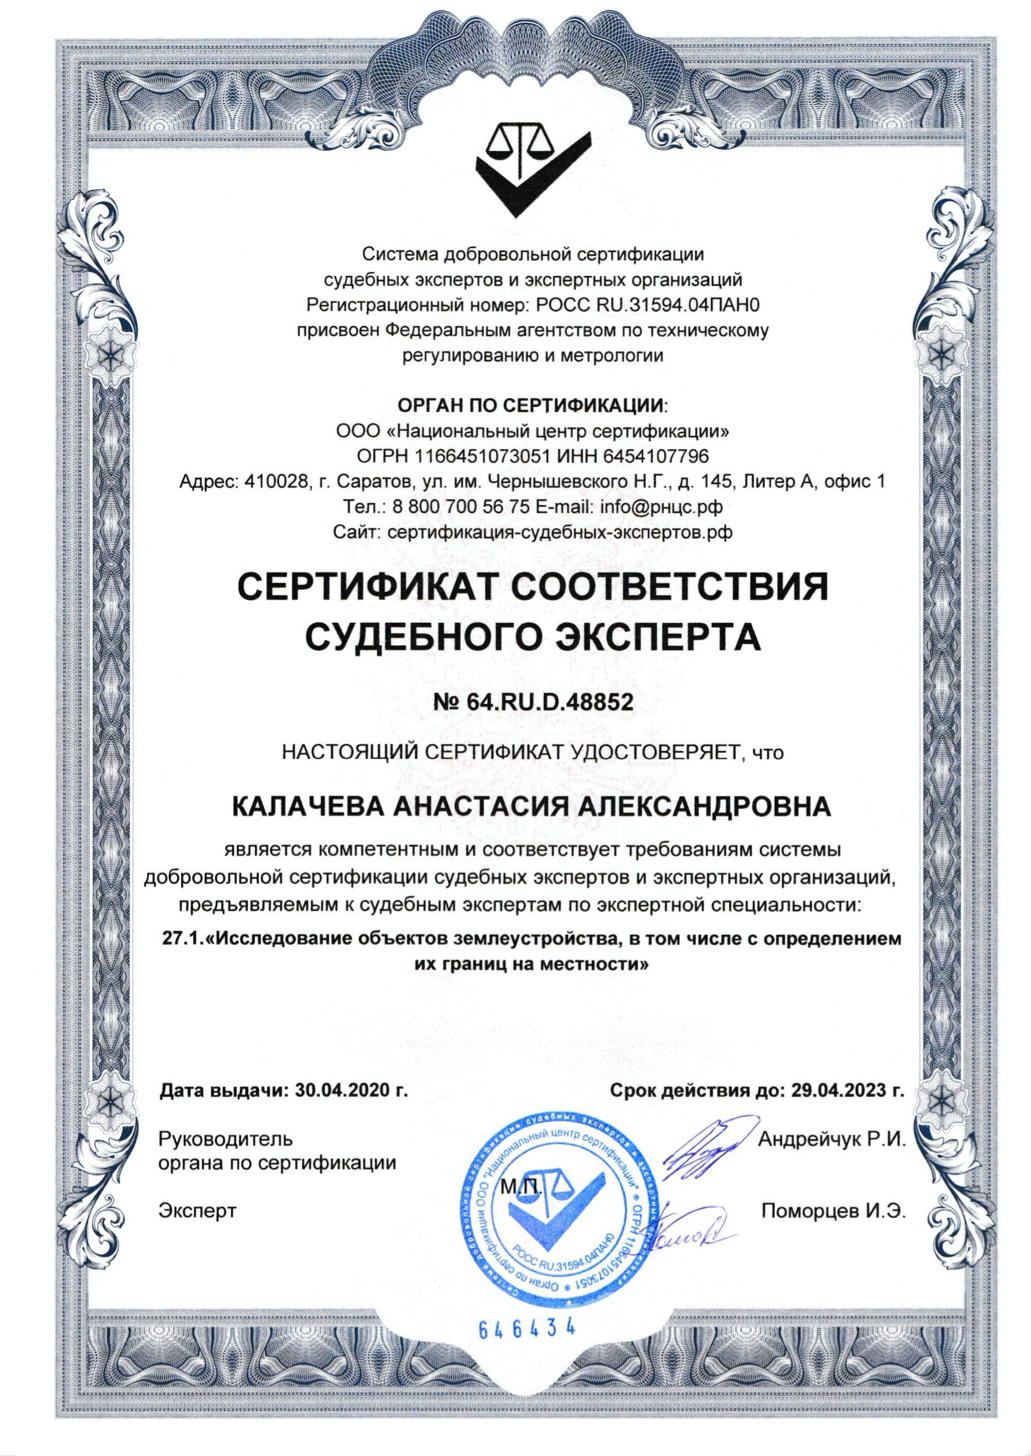 Система добровольной сертификации
судебных экспертов и экспертных организаций
Регистрационный номер: РОСС RU.31594.04ПАН0
присвоен Федеральным агентством по техническому
регулированию и метрологии
ОРГАН ПО СЕРТИФИКАЦИИ:
ООО «Национальный центр сертификации»
ОГРН 1166451073051 ИНН 6454107796
Адрес: 410028, г. Саратов, ул. им. Чернышевского Н.Г., д. 145, Литер А, офис 1
Тел.: 8 800 700 56 75 E-mail: info@рнцс.рф
Сайт: сертификация-судебных-экспертов.рф
СЕРТИФИКАТ СООТВЕТСТВИЯ
СУДЕБНОГО ЭКСПЕРТА
№ 64.RU.D.48852
НАСТОЯЩИЙ СЕРТИФИКАТ УДОСТОВЕРЯЕТ, что
КАЛАЧЕВА АНАСТАСИЯ АЛЕКСАНДРОВНА
является компетентным и соответствует требованиям системы
добровольной сертификации судебных экспертов и экспертных организаций,
предъявляемым к судебным экспертам по экспертной специальности:
27.1.«Исследование объектов землеустройства, в том числе с определением
их границ на местности»
Дата выдачи: 30.04.2020 г. Срок действия до: 29.04.2023 г.
Руководитель
органа по сертификации
Андрейчук Р.И.
М.П.
Эксперт
Поморцев И.Э.
Система добровольной сертификации судебных экспертов и экспертных организаций
Орган по сертификации ООО "Национальный центр сертификации" * ОГРН 1166451073051 *
РОСС RU.31594.04ПАН0
646434